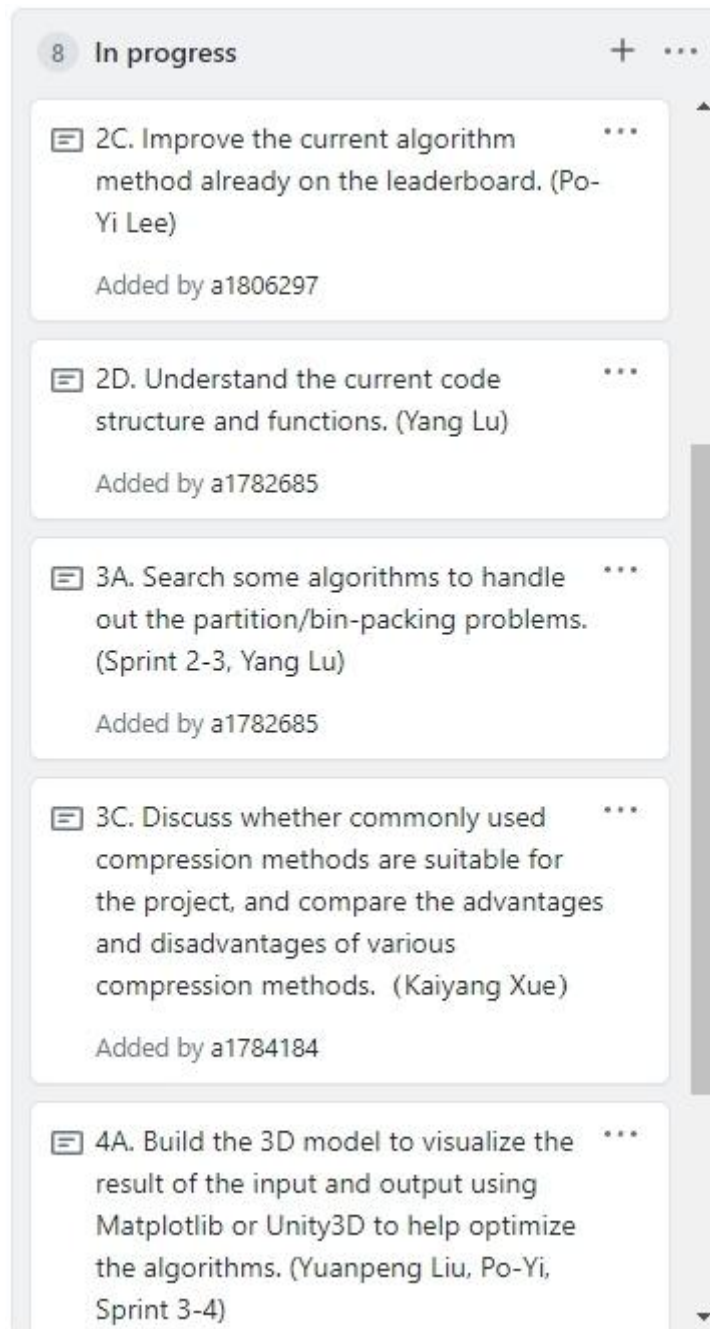 8 In progress
2C. Improve the current algorithm
method already on the leaderboard. (Po-
Yi Lee)
Added by a1806297
2D. Understand the current code
structure and functions. (Yang Lu)
Added by a1782685
3A. Search some algorithms to handle
out the partition/bin-packing problems.
(Sprint 2-3, Yang Lu)
Added by a1782685
3C. Discuss whether commonly used
compression methods are suitable for
the project, and compare the advantages
and disadvantages of various
compression methods.（Kaiyang Xue）
Added by a1784184
4A. Build the 3D model to visualize the
result of the input and output using
Matplotlib or Unity3D to help optimize
the algorithms. (Yuanpeng Liu, Po-Yi,
Sprint 3-4)